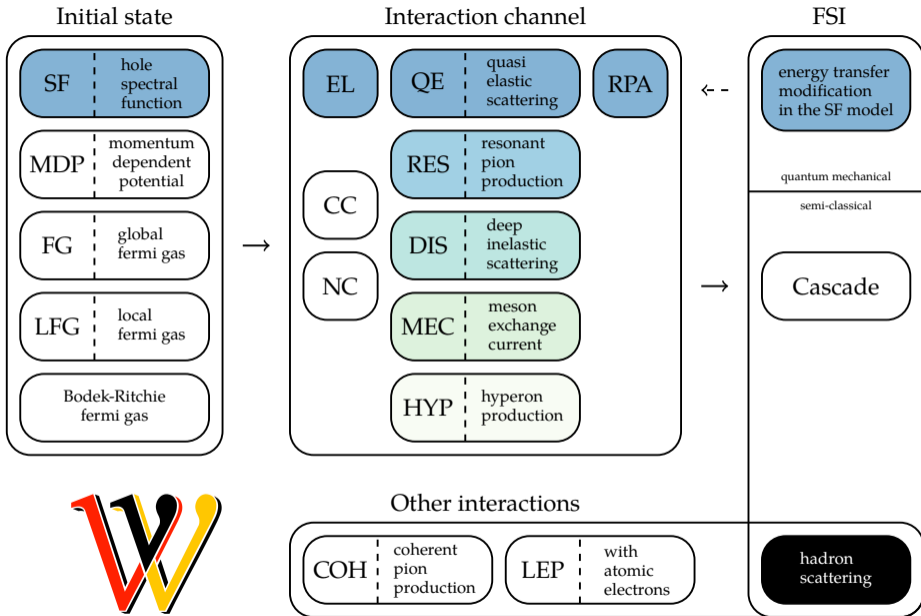 Initial state
SF
hole
spectral
function
MDP
momentum
dependent
potential
FG
global
fermi gas
LFG
local
fermi gas
Bodek-Ritchie
fermi gas
Interaction channel
EL
QE
quasi
elastic
scattering
RPA
RES
resonant
pion
production
CC
DIS
deep
inelastic
scattering
NC
MEC
meson
exchange
current
HYP
hyperon
production
FSI
energy transfer
modification
in the SF model
quantum mechanical
semi-classical
Cascade
Other interactions
COH
coherent
pion
production
LEP
with
atomic
electrons
hadron
scattering
W